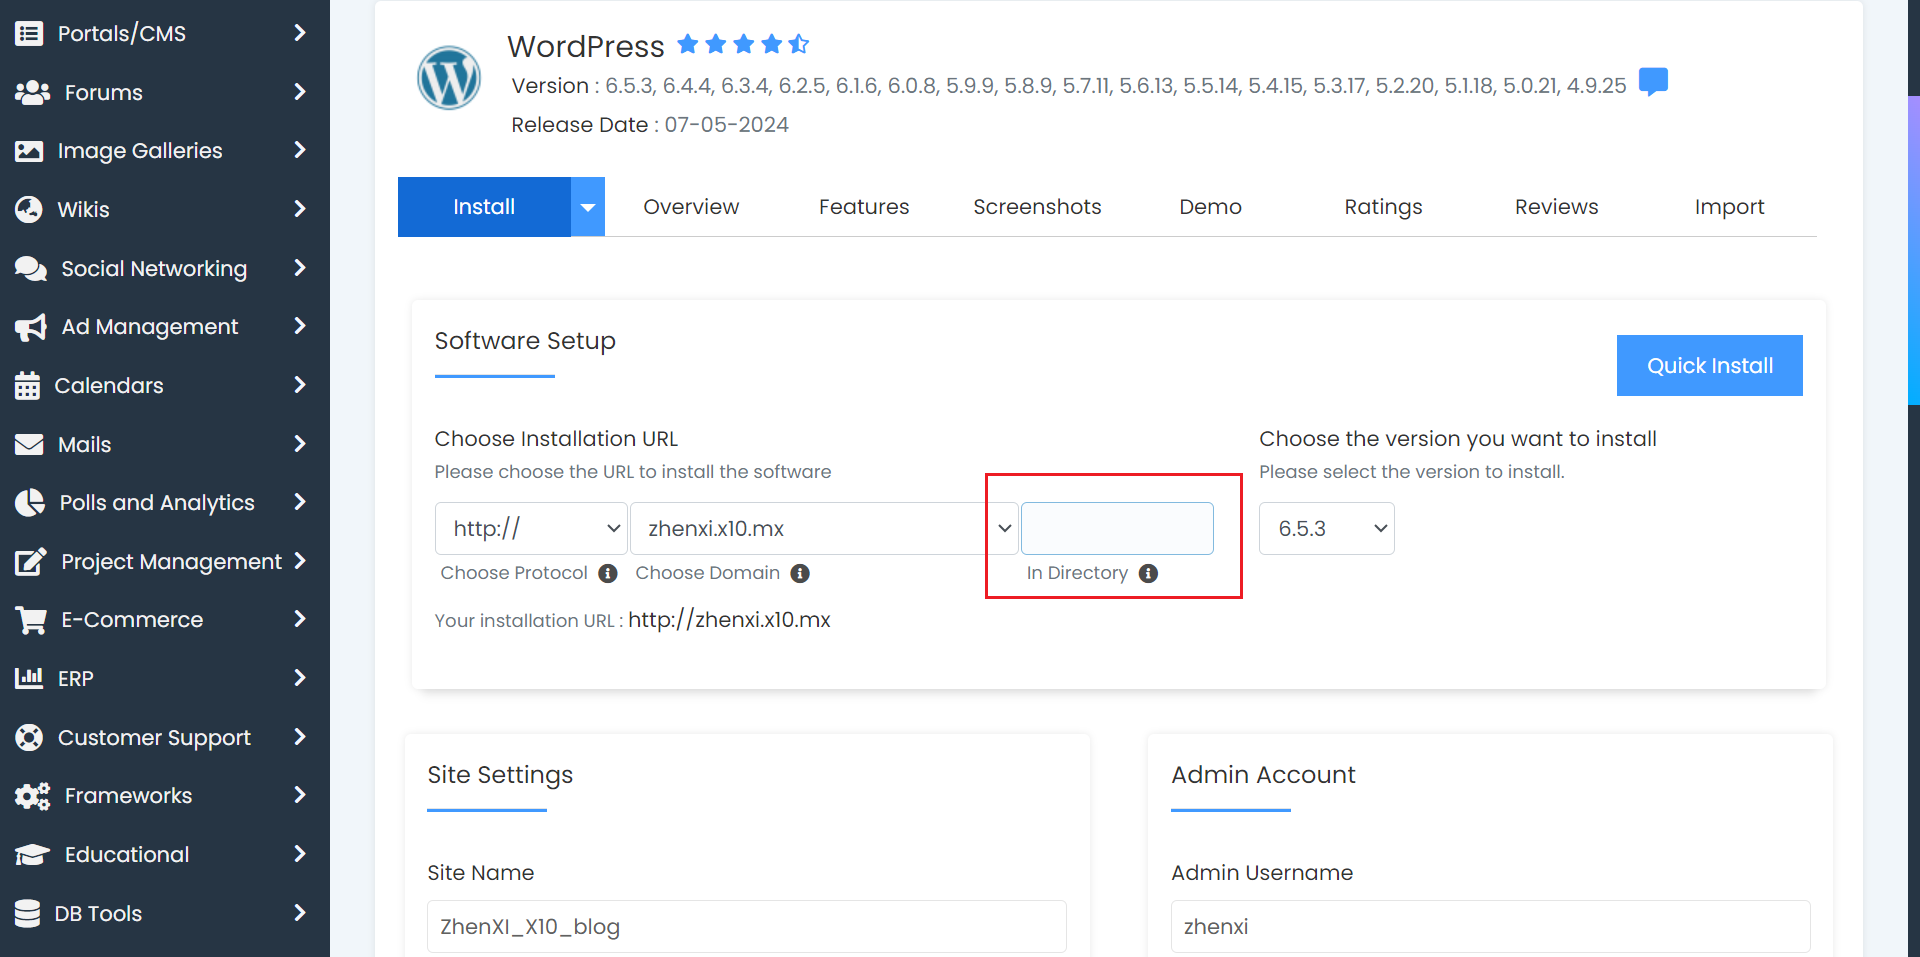 Portals/CMS
Forums
Image Galleries
Wikis
Social Networking
Ad Management
Calendars
Mails
Polls and Analytics
Project Management
E-Commerce
ERP
Customer Support
Frameworks
Educational
DB Tools
WordPress
Version : 6.5.3, 6.4.4, 6.3.4, 6.2.5, 6.1.6, 6.0.8, 5.9.9, 5.8.9, 5.7.11, 5.6.13, 5.5.14, 5.4.15, 5.3.17, 5.2.20, 5.1.18, 5.0.21, 4.9.25
Release Date : 07-05-2024
Install Overview Features Screenshots Demo Ratings Reviews Import
Software Setup
Quick Install
Choose Installation URL
Please choose the URL to install the software
http:// zhenxi.x10.mx
Choose Protocol Choose Domain In Directory
Your installation URL : http://zhenxi.x10.mx
Choose the version you want to install
Please select the version to install.
6.5.3
Site Settings
Site Name
ZhenXI_X10_blog
Admin Account
Admin Username
zhenxi